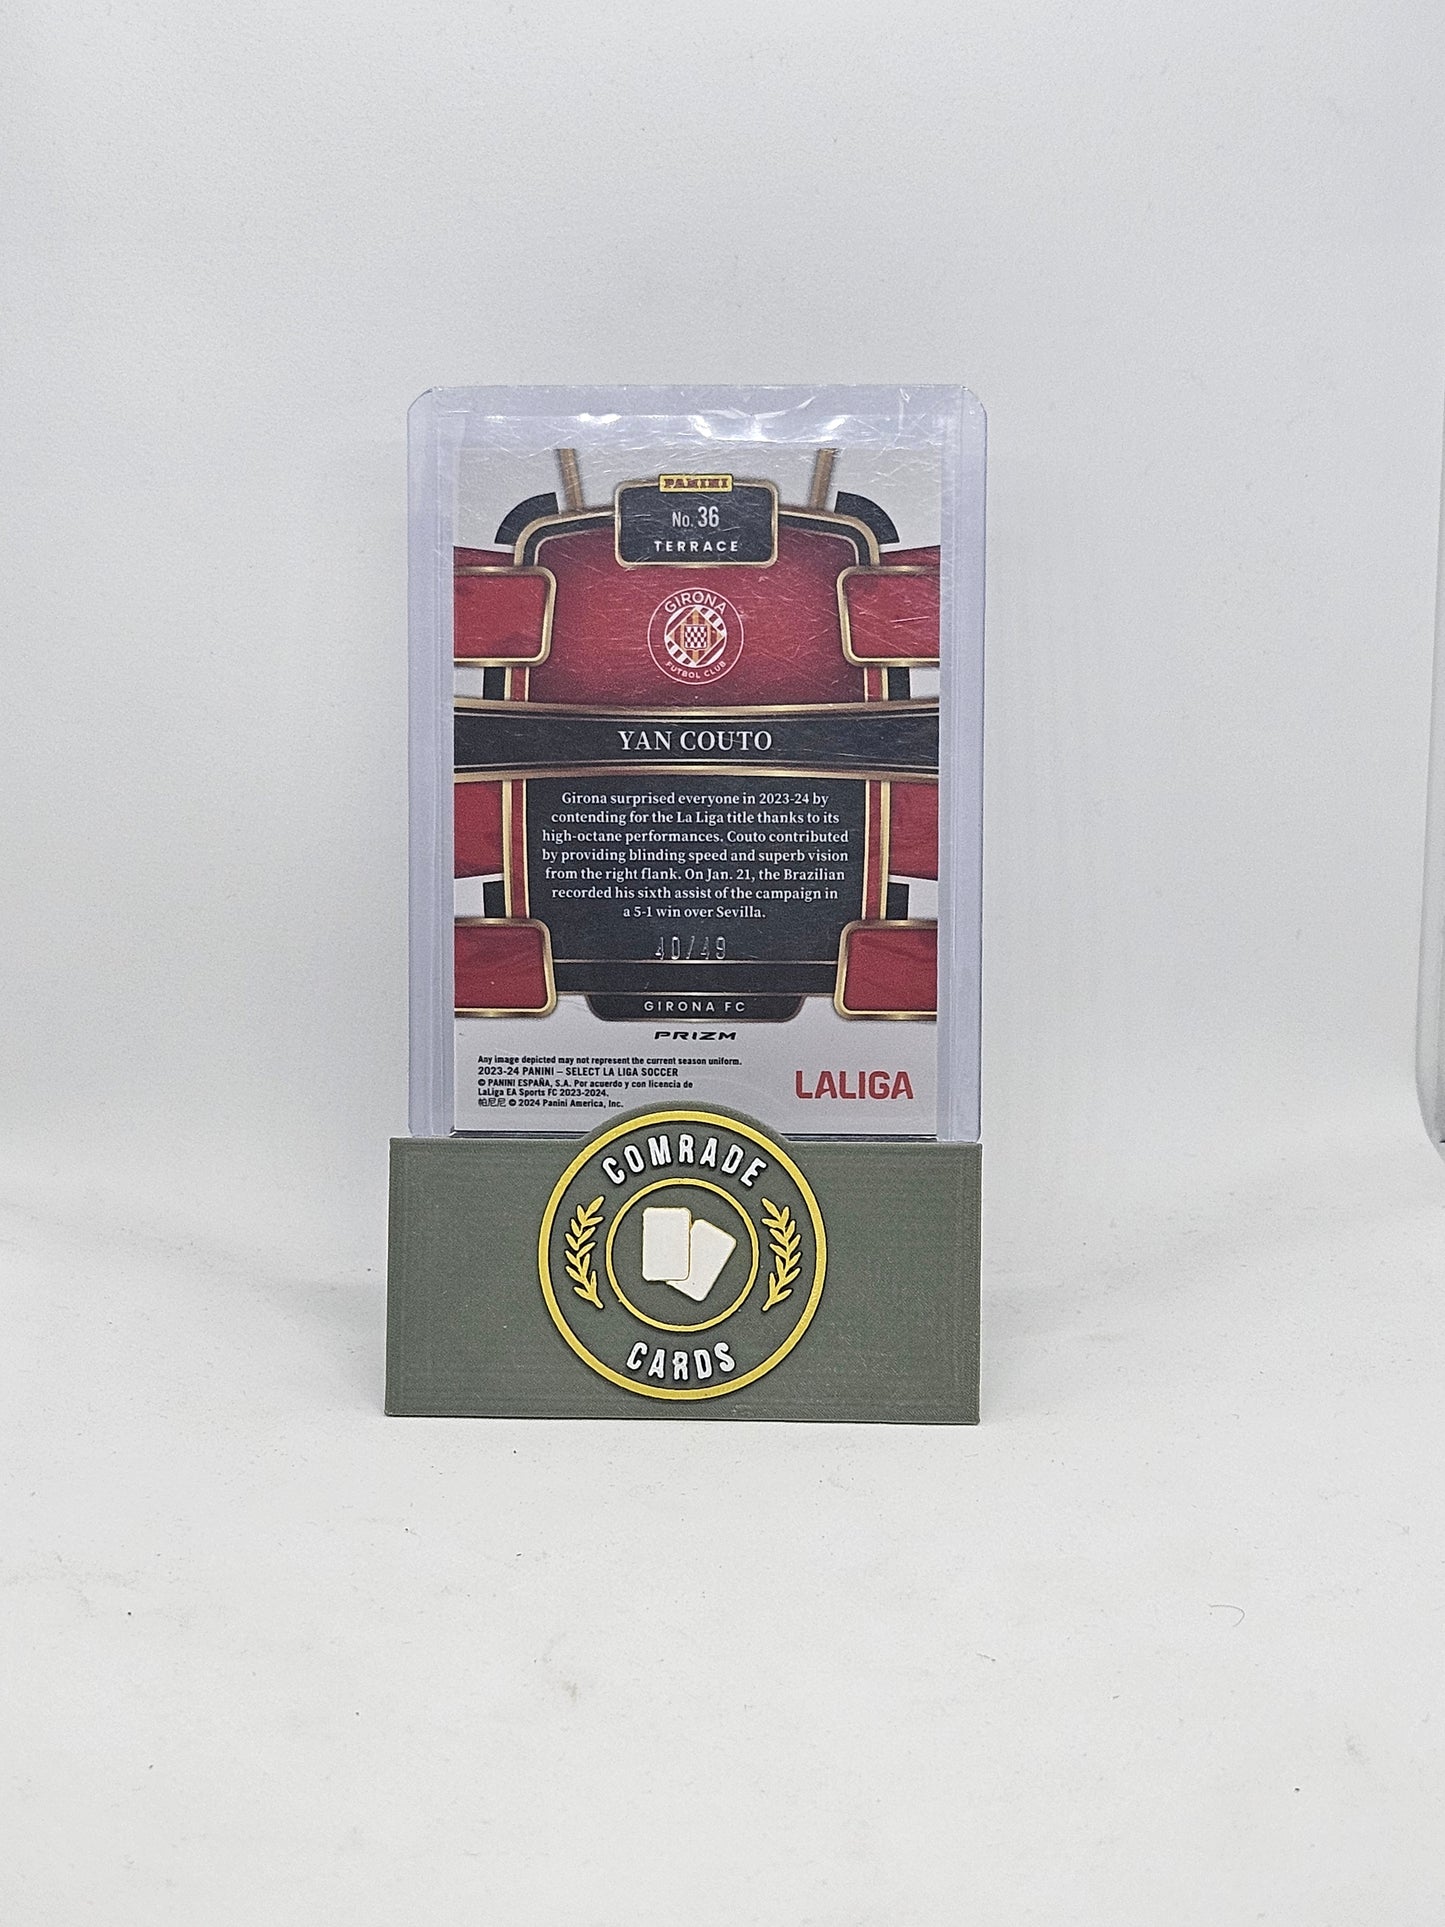 PANINI
No. 36
TERRACE
GIRONA
FUTBOL CLUB
YAN COUTO
Girona surprised everyone in 2023-24 by
contending for the La Liga title thanks to its
high-octane performances. Couto contributed
by providing blinding speed and superb vision
from the right flank. On Jan. 21, the Brazilian
recorded his sixth assist of the campaign in
a 5-1 win over Sevilla.
40/49
GIRONA FC
PRIZM
Any image depicted may not represent the current season uniform.
2023-24 PANINI – SELECT LA LIGA SOCCER
© PANINI ESPAÑA, S.A. Por acuerdo y con licencia de
LaLiga EA Sports FC 2023-2024.
帕尼尼 © 2024 Panini America, Inc.
LALIGA
COMRADE
CARDS